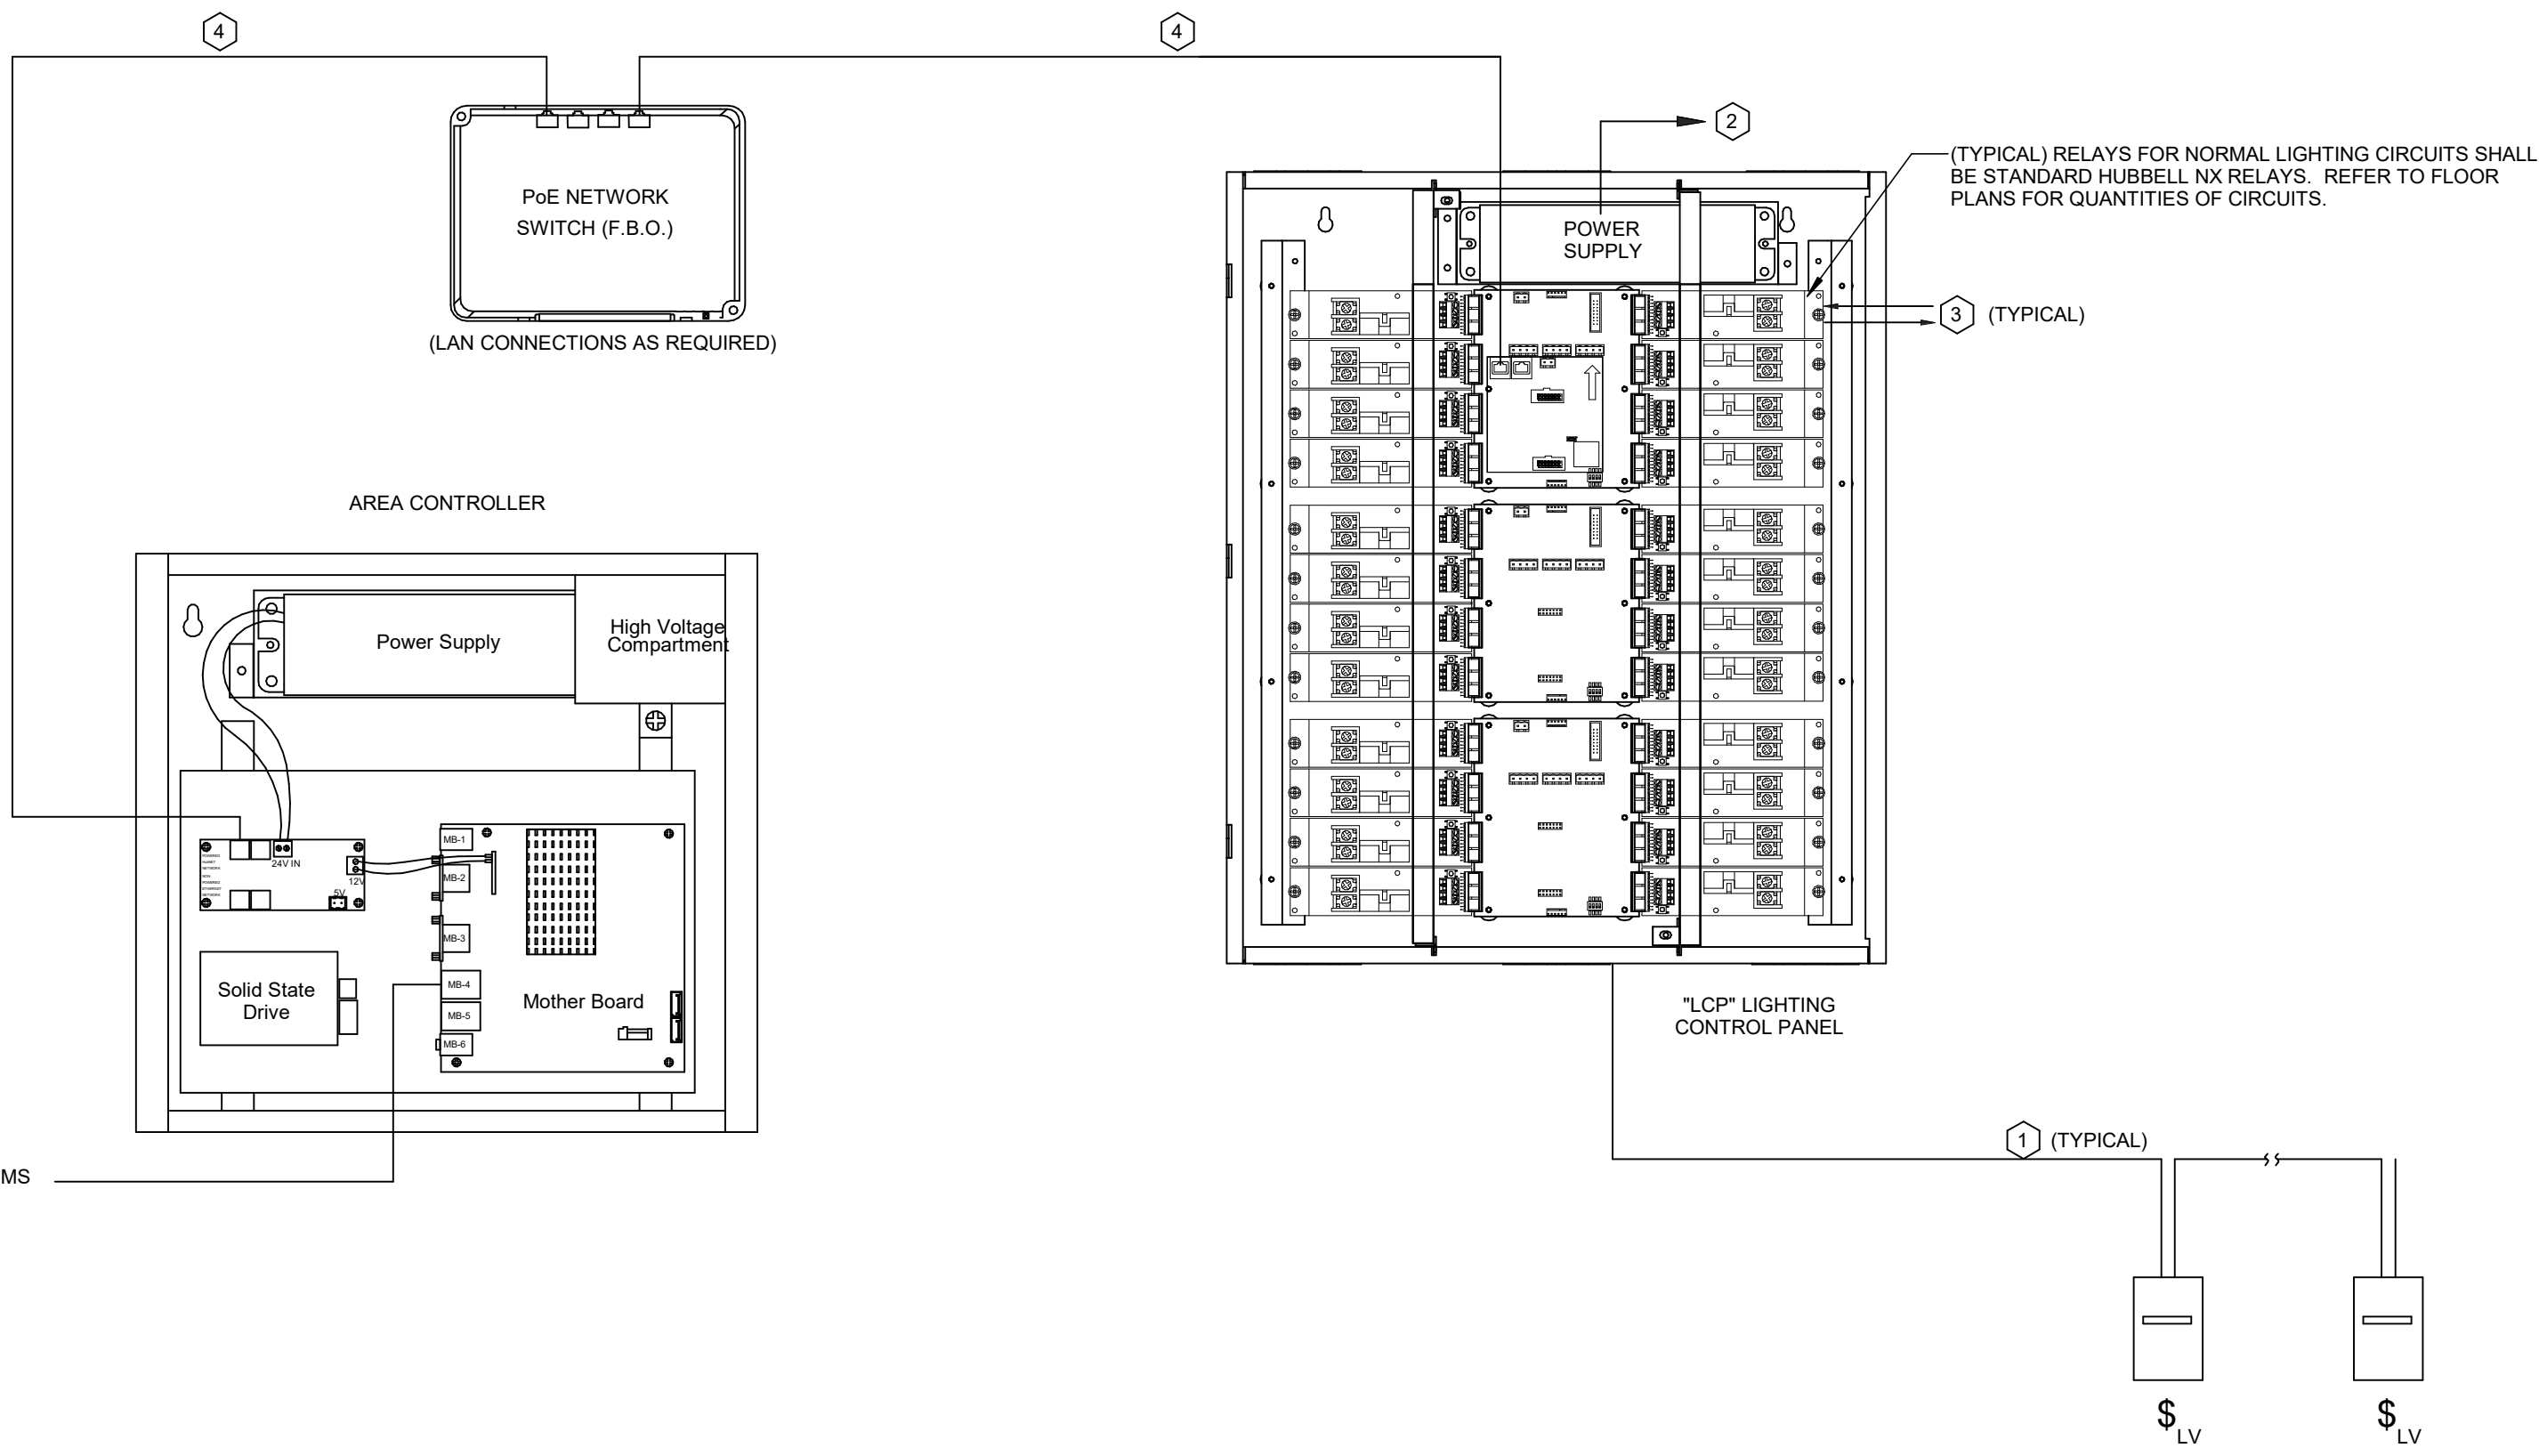 4
4
2
(TYPICAL) RELAYS FOR NORMAL LIGHTING CIRCUITS SHALL
BE STANDARD HUBBELL NX RELAYS.  REFER TO FLOOR
PLANS FOR QUANTITIES OF CIRCUITS.
PoE NETWORK
SWITCH (F.B.O.)
(LAN CONNECTIONS AS REQUIRED)
POWER
SUPPLY
3 (TYPICAL)
AREA CONTROLLER
Power Supply
High Voltage
Compartment
24V IN
12V
5V
MB-1
MB-2
MB-3
MB-4
MB-5
MB-6
Solid State
Drive
Mother Board
MS
"LCP" LIGHTING
CONTROL PANEL
1 (TYPICAL)
$LV
$LV